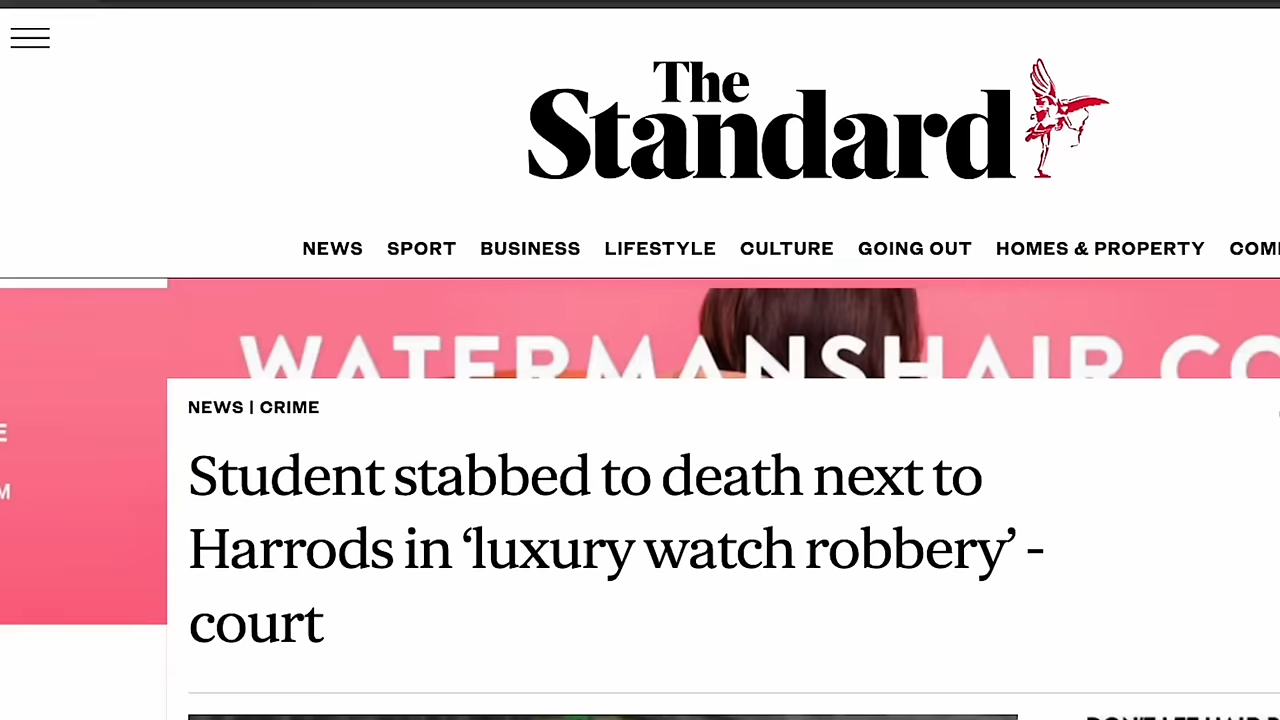 The
Standard
NEWS SPORT BUSINESS LIFESTYLE CULTURE GOING OUT HOMES & PROPERTY
WATERMANSHAIR
NEWS | CRIME
Student stabbed to death next to
Harrods in ‘luxury watch robbery’ -
court